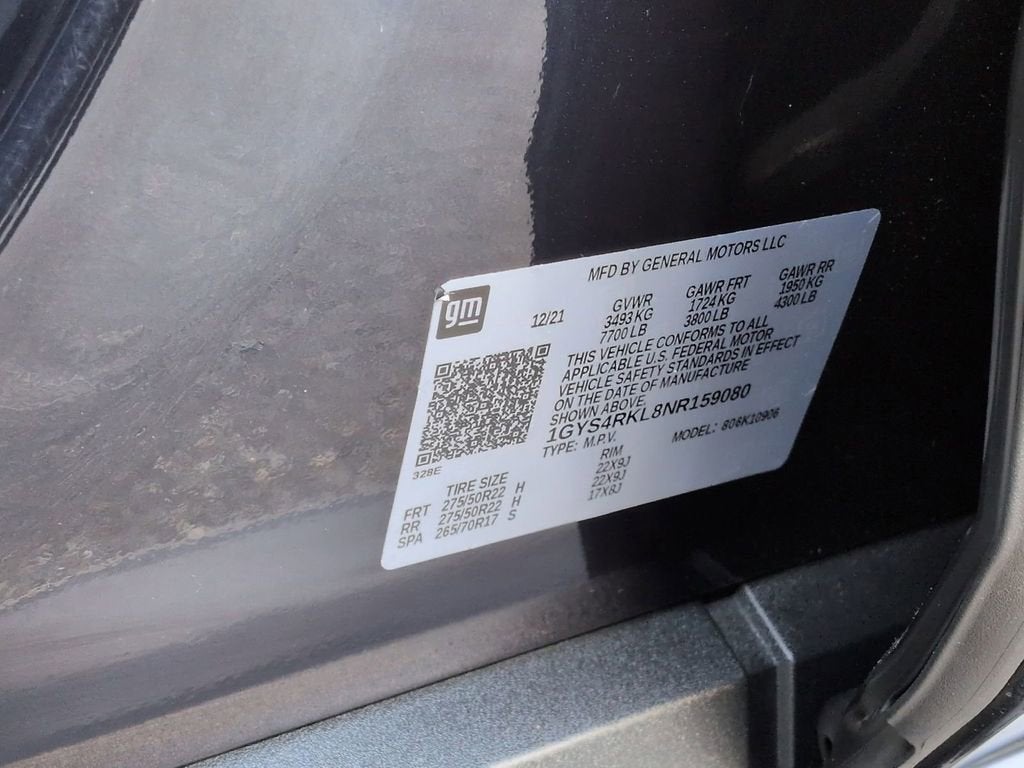 MFD BY GENERAL MOTORS LLC
gm
12/21
GVWR GAWR FRT GAWR RR
3493 KG 1724 KG 1950 KG
7700 LB 3800 LB 4300 LB
THIS VEHICLE CONFORMS TO ALL
APPLICABLE U.S. FEDERAL MOTOR
VEHICLE SAFETY STANDARDS IN EFFECT
ON THE DATE OF MANUFACTURE
SHOWN ABOVE.
1GYS4RKL8NR159080
TYPE: M.P.V. MODEL: 806K10906
328E
TIRE SIZE RIM
FRT 275/50R22 H 22X9J
RR 275/50R22 H 22X9J
SPA 265/70R17 S 17X8J